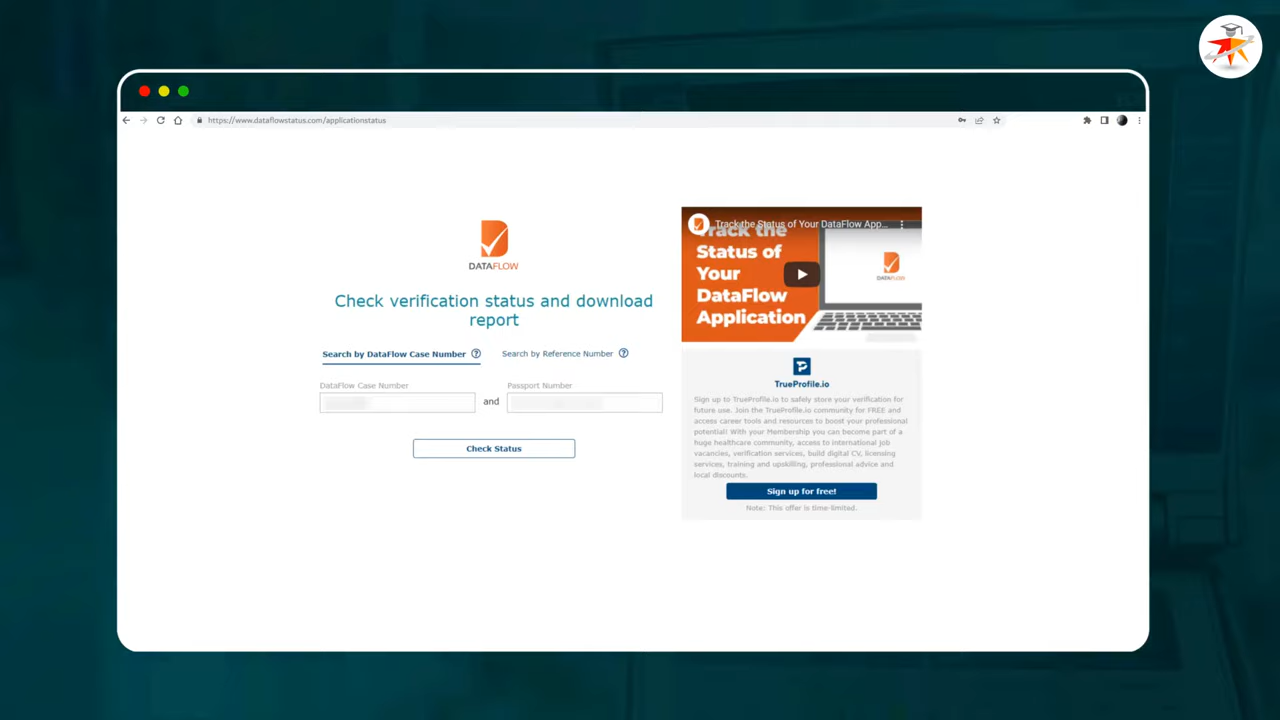 https://www.dataflowstatus.com/applicationstatus
DATAFLOW
Check verification status and download
report
Search by DataFlow Case Number
Search by Reference Number
DataFlow Case Number
Passport Number
and
Check Status
Track the Status of Your DataFlow App...
Track the
Status of
Your
DataFlow
Application
DATAFLOW
TrueProfile.io
Sign up to TrueProfile.io to safely store your verification for
future use. Join the TrueProfile.io community for FREE and
access career tools and resources to boost your professional
potential! With your Membership you can become part of a
huge healthcare community, access to international job
vacancies, verification services, build digital CV, licensing
services, training and upskilling, professional advice and
local discounts.
Sign up for free!
Note: This offer is time-limited.